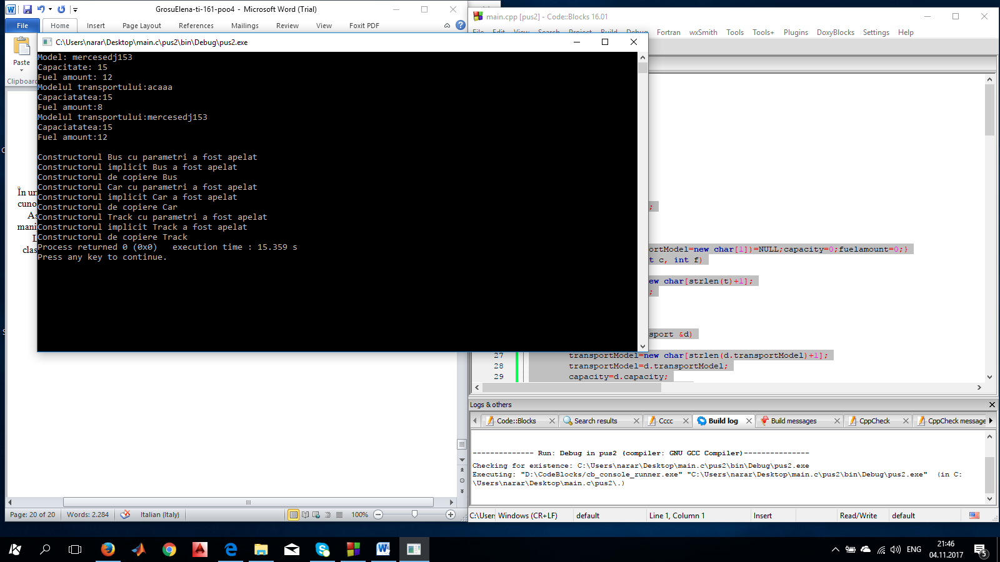 GrosuElena-ti-161-poo4 - Microsoft Word (Trial)
File
Home
Insert
Page Layout
References
Mailings
Review
View
Foxit PDF
Paste
Clipboard
main.cpp [pus2] - Code::Blocks 16.01
File Edit View Search Project Build Debug Fortran wxSmith Tools Tools+ Plugins DoxyBlocks Settings Help
C:\Users\narar\Desktop\main.c\pus2\bin\Debug\pus2.exe
Model: mercesedj153
Capacitate: 15
Fuel amount: 12
Modelul transportului:acaaa
Capaciatatea:15
Fuel amount:8
Modelul transportului:mercesedj153
Capaciatatea:15
Fuel amount:12
Constructorul Bus cu parametri a fost apelat
Constructorul implicit Bus a fost apelat
Constructorul de copiere Bus
Constructorul Car cu parametri a fost apelat
Constructorul implicit Car a fost apelat
Constructorul de copiere Car
Constructorul Track cu parametri a fost apelat
Constructorul implicit Track a fost apelat
Constructorul de copiere Track
Process returned 0 (0x0)   execution time : 15.359 s
Press any key to continue.
În ur
cuno
As
mani
clas
;
ortModel=new char[1])=NULL;capacity=0;fuelamount=0;}
t c, int f)
ew char[strlen(t)+1];
;
sport &d)
27 transportModel=new char[strlen(d.transportModel)+1];
28 transportModel=d.transportModel;
29 capacity=d.capacity;
Logs & others
Code::Blocks
Search results
Cccc
Build log
Build messages
CppCheck
CppCheck message
-------------- Run: Debug in pus2 (compiler: GNU GCC Compiler)---------------
Checking for existence: C:\Users\narar\Desktop\main.c\pus2\bin\Debug\pus2.exe
Executing: "D:\CodeBlocks/cb_console_runner.exe" "C:\Users\narar\Desktop\main.c\pus2\bin\Debug\pus2.exe"  (in C:
\Users\narar\Desktop\main.c\pus2\.)
Page: 20 of 20
Words: 2.284
Italian (Italy)
100%
C:\Users
Windows (CR+LF)
default
Line 1, Column 1
Insert
Read/Write
default
ENG
21:46
04.11.2017
5